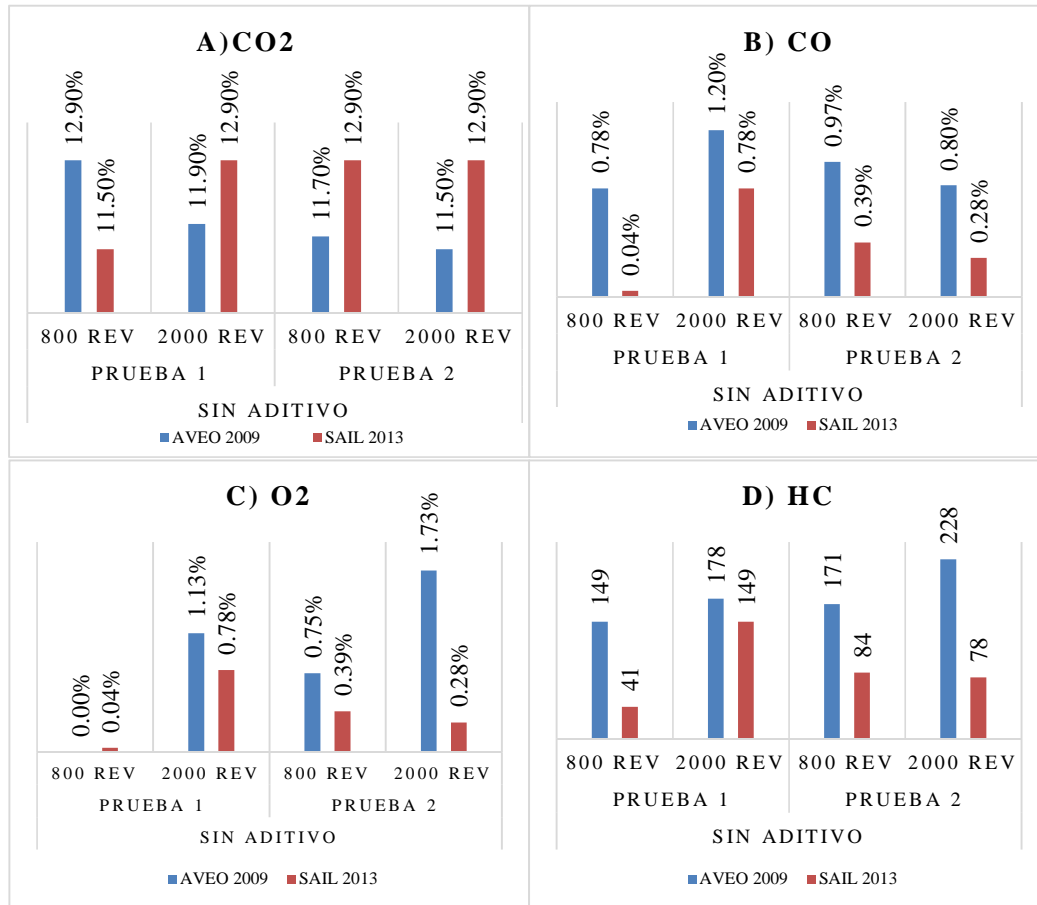 A)CO2
12.90%
11.50%
11.90%
12.90%
11.70%
12.90%
11.50%
12.90%
800 REV 2000 REV 800 REV 2000 REV
PRUEBA 1 PRUEBA 2
SIN ADITIVO
AVEO 2009 SAIL 2013
B) CO
0.78%
0.04%
1.20%
0.78%
0.97%
0.39%
0.80%
0.28%
800 REV 2000 REV 800 REV 2000 REV
PRUEBA 1 PRUEBA 2
SIN ADITIVO
AVEO 2009 SAIL 2013
C) O2
0.00%
0.04%
1.13%
0.78%
0.75%
0.39%
1.73%
0.28%
800 REV 2000 REV 800 REV 2000 REV
PRUEBA 1 PRUEBA 2
SIN ADITIVO
AVEO 2009 SAIL 2013
D) HC
149
41
178
149
171
84
228
78
800 REV 2000 REV 800 REV 2000 REV
PRUEBA 1 PRUEBA 2
SIN ADITIVO
AVEO 2009 SAIL 2013